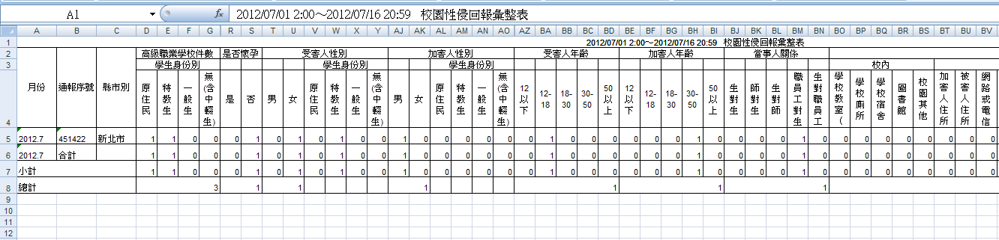 A1 fx 2012/07/01 2:00～2012/07/16 20:59 校園性侵回報彙整表
A B C D E F G R S T U V W X Y AJ AK AL AM AN AO AZ BA BB BC BD BE BF BG BH BI BJ BK BL BM BN BO BP BQ BR BS BT BU BV
1 2012/07/01 2:00～2012/07/16 20:59 校園性侵回報彙整表
2 高級職業學校件數 是否懷孕 受害人性別 加害人性別 受害人年齡 加害人年齡 當事人關係
3 學生身份別 學生身份別 學生身份別 校內
4 月份 通報序號 縣市別 原住民 特教生 一般生 無(含中輟生) 是 否 男 女 原住民 特教生 一般生 無(含中輟生) 男 女 原住民 特教生 一般生 無(含中輟生) 12以下 12-18 18-30 30-50 50以上 12以下 12-18 18-30 30-50 50以上 生對生 師對生 生對師 職員工對生 生對職員工 學校教室( 學校廁所 學校宿舍 圖書館 校園其他 加害人住所 被害人住所 網路或電信
5 2012.7 451422 新北市 1 1 0 0 0 1 0 1 0 1 0 0 1 0 0 0 0 0 0 1 0 0 0 0 0 0 1 0 0 0 0 1 0 0 0 0 0 0 0 0 0
6 2012.7 合計 1 1 0 0 0 1 0 1 0 1 0 0 1 0 0 0 0 0 0 1 0 0 0 0 0 0 1 0 0 0 0 1 0 0 0 0 0 0 0 0 0
7 小計 1 1 0 0 0 1 0 1 0 1 0 0 1 0 0 0 0 0 0 1 0 0 0 0 0 0 1 0 0 0 0 1 0 0 0 0 0 0 0 0 0
8 總計 3 1 1 1 1 1 1
9
10
11
12